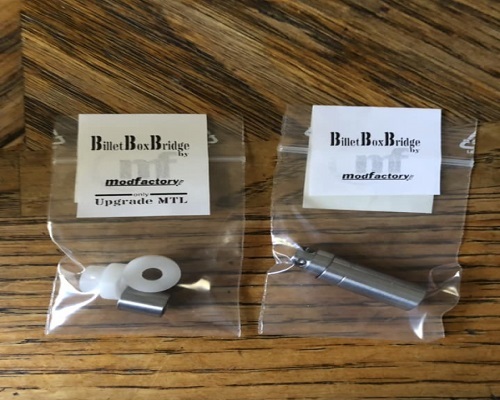 BilletBoxBridge
by
mf
modfactory
only
Upgrade MTL
BilletBoxBridge
by
mf
modfactory